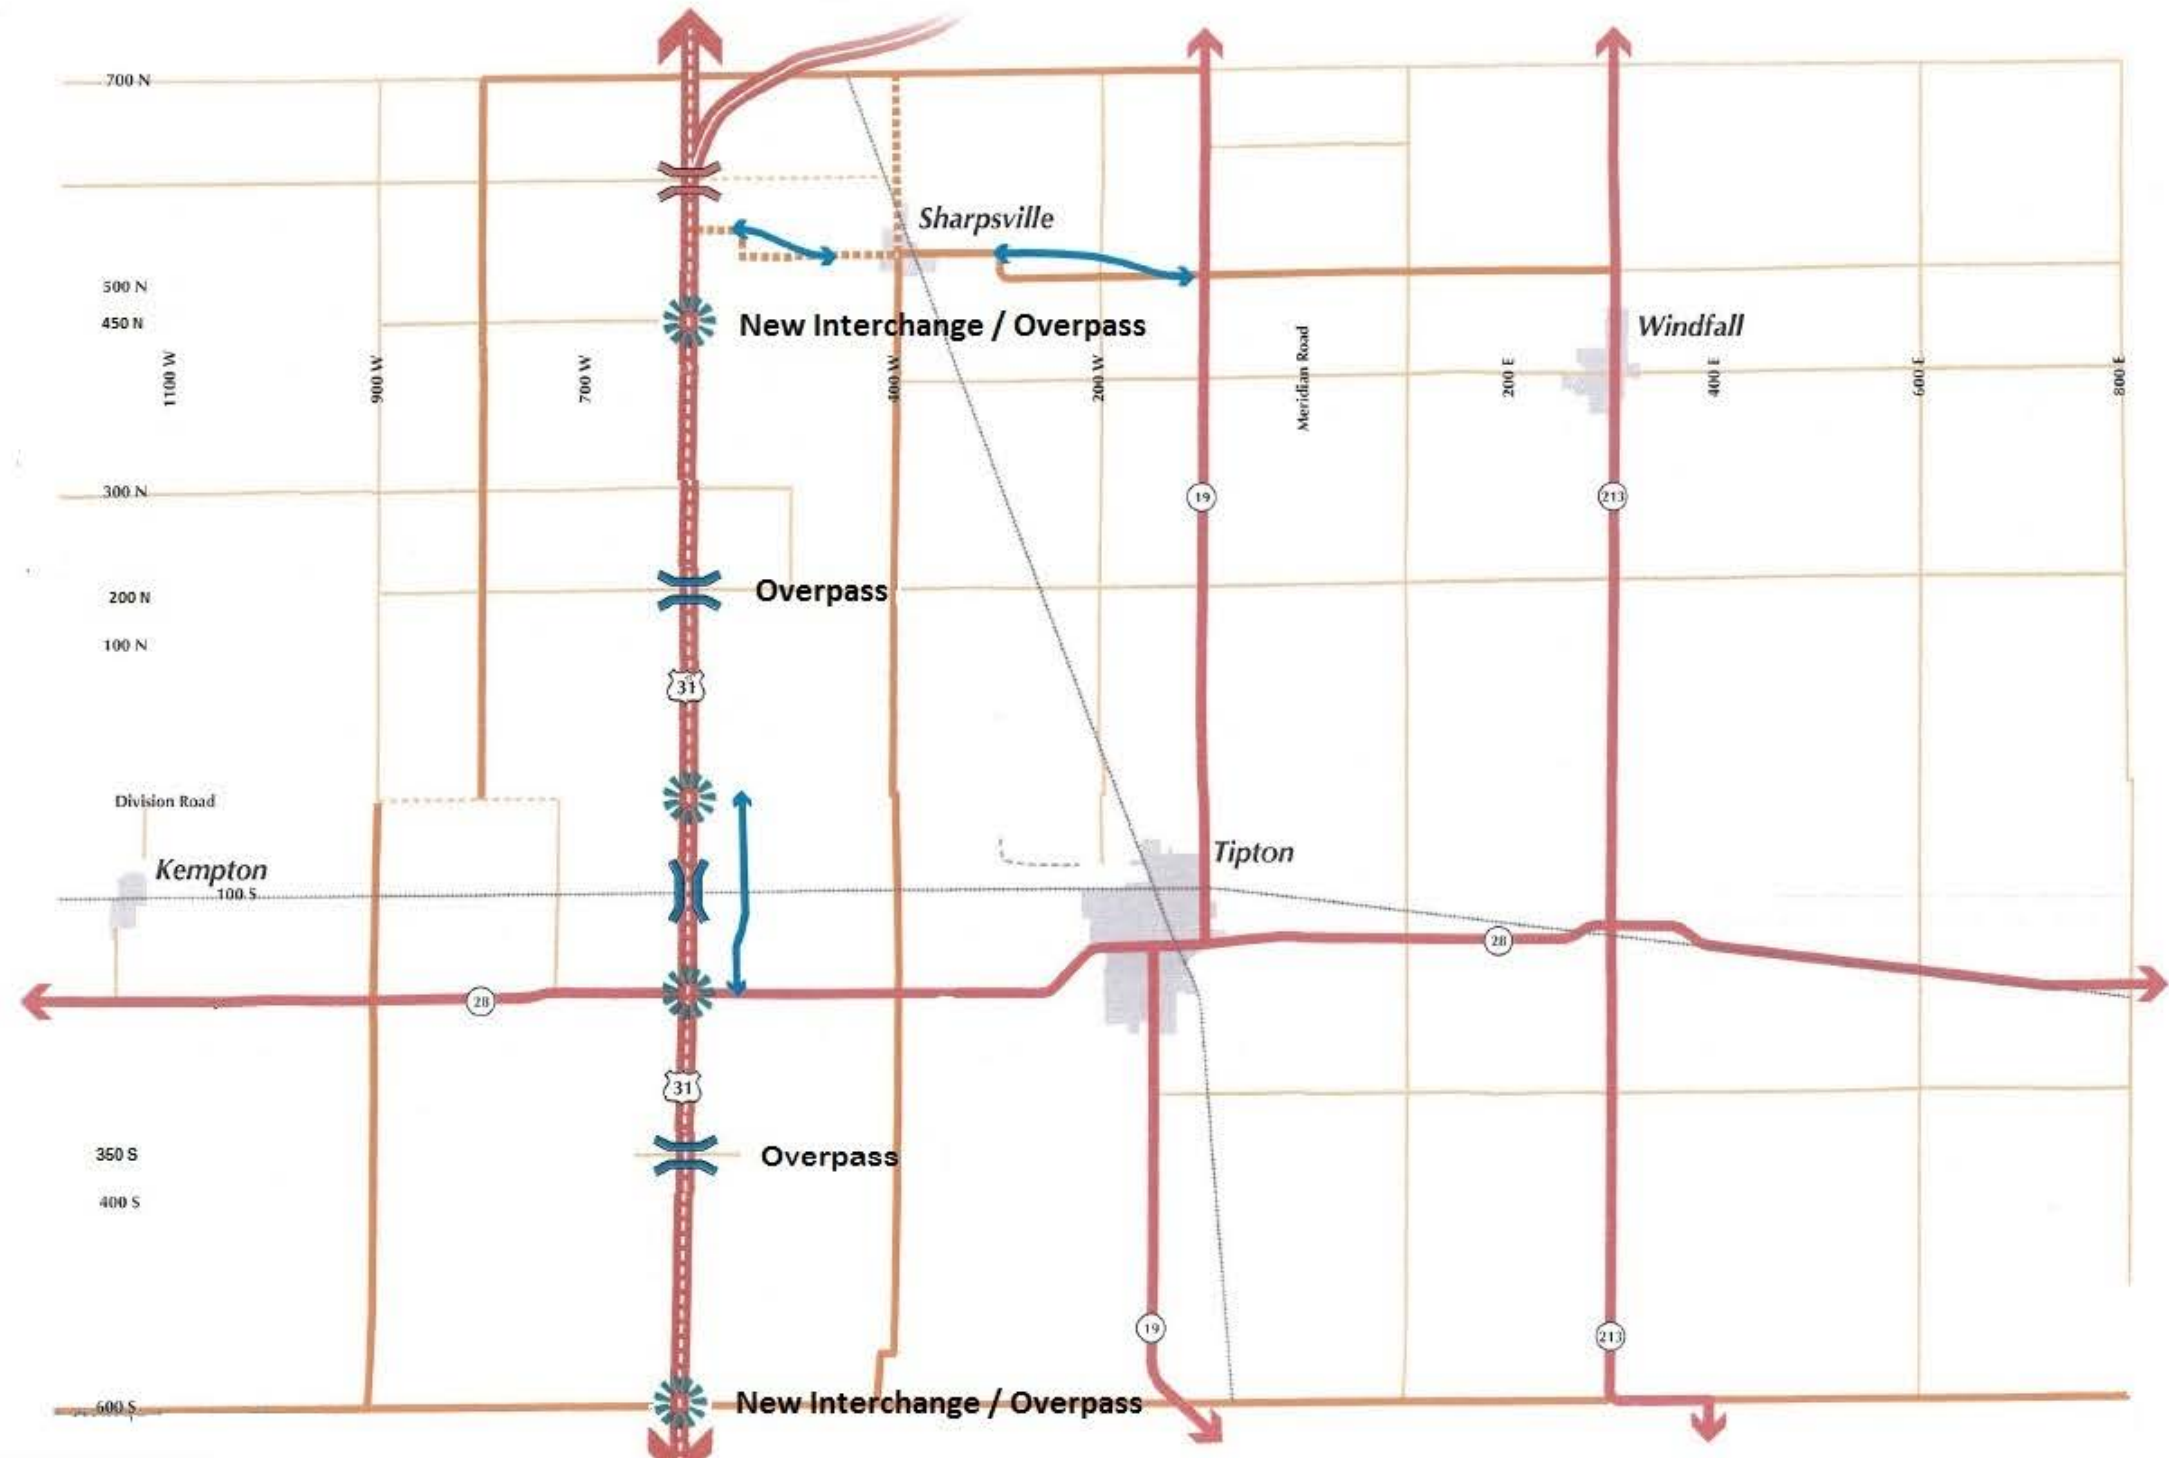 700 N
Sharpsville
500 N
450 N
New Interchange / Overpass
Windfall
1100 W
900 W
700 W
400 W
200 W
Meridian Road
200 E
400 E
600 E
800 E
300 N
19
213
200 N
Overpass
100 N
31
Division Road
Kempton
100 S
Tipton
28
28
31
350 S
Overpass
400 S
19
213
600 S
New Interchange / Overpass